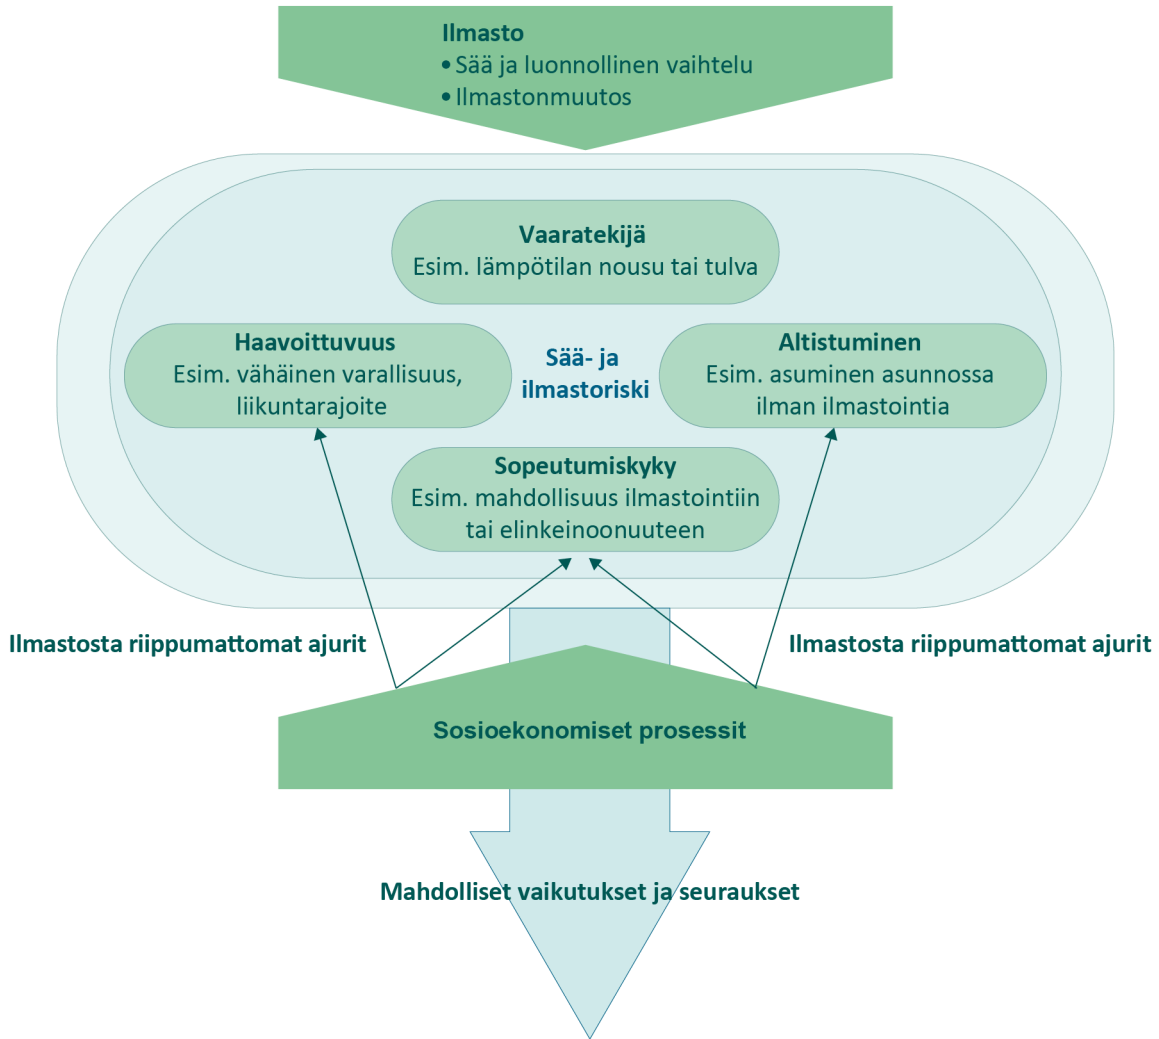 Ilmasto
• Sää ja luonnollinen vaihtelu
• Ilmastonmuutos
Vaaratekijä
Esim. lämpötilan nousu tai tulva
Haavoittuvuus
Esim. vähäinen varallisuus,
liikuntarajoite
Sää- ja
ilmastoriski
Altistuminen
Esim. asuminen asunnossa
ilman ilmastointia
Sopeutumiskyky
Esim. mahdollisuus ilmastointiin
tai elinkeinoonuuteen
Ilmastosta riippumattomat ajurit
Ilmastosta riippumattomat ajurit
Sosioekonomiset prosessit
Mahdolliset vaikutukset ja seuraukset